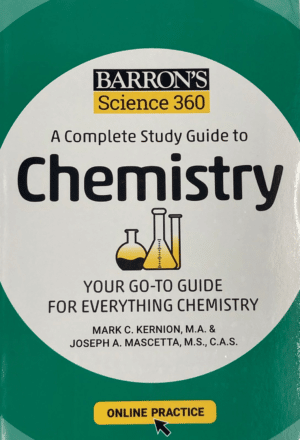 BARRON'S
Science 360
A Complete Study Guide to
Chemistry
YOUR GO-TO GUIDE
FOR EVERYTHING CHEMISTRY
MARK C. KERNION, M.A. &
JOSEPH A. MASCETTA, M.S., C.A.S.
ONLINE PRACTICE